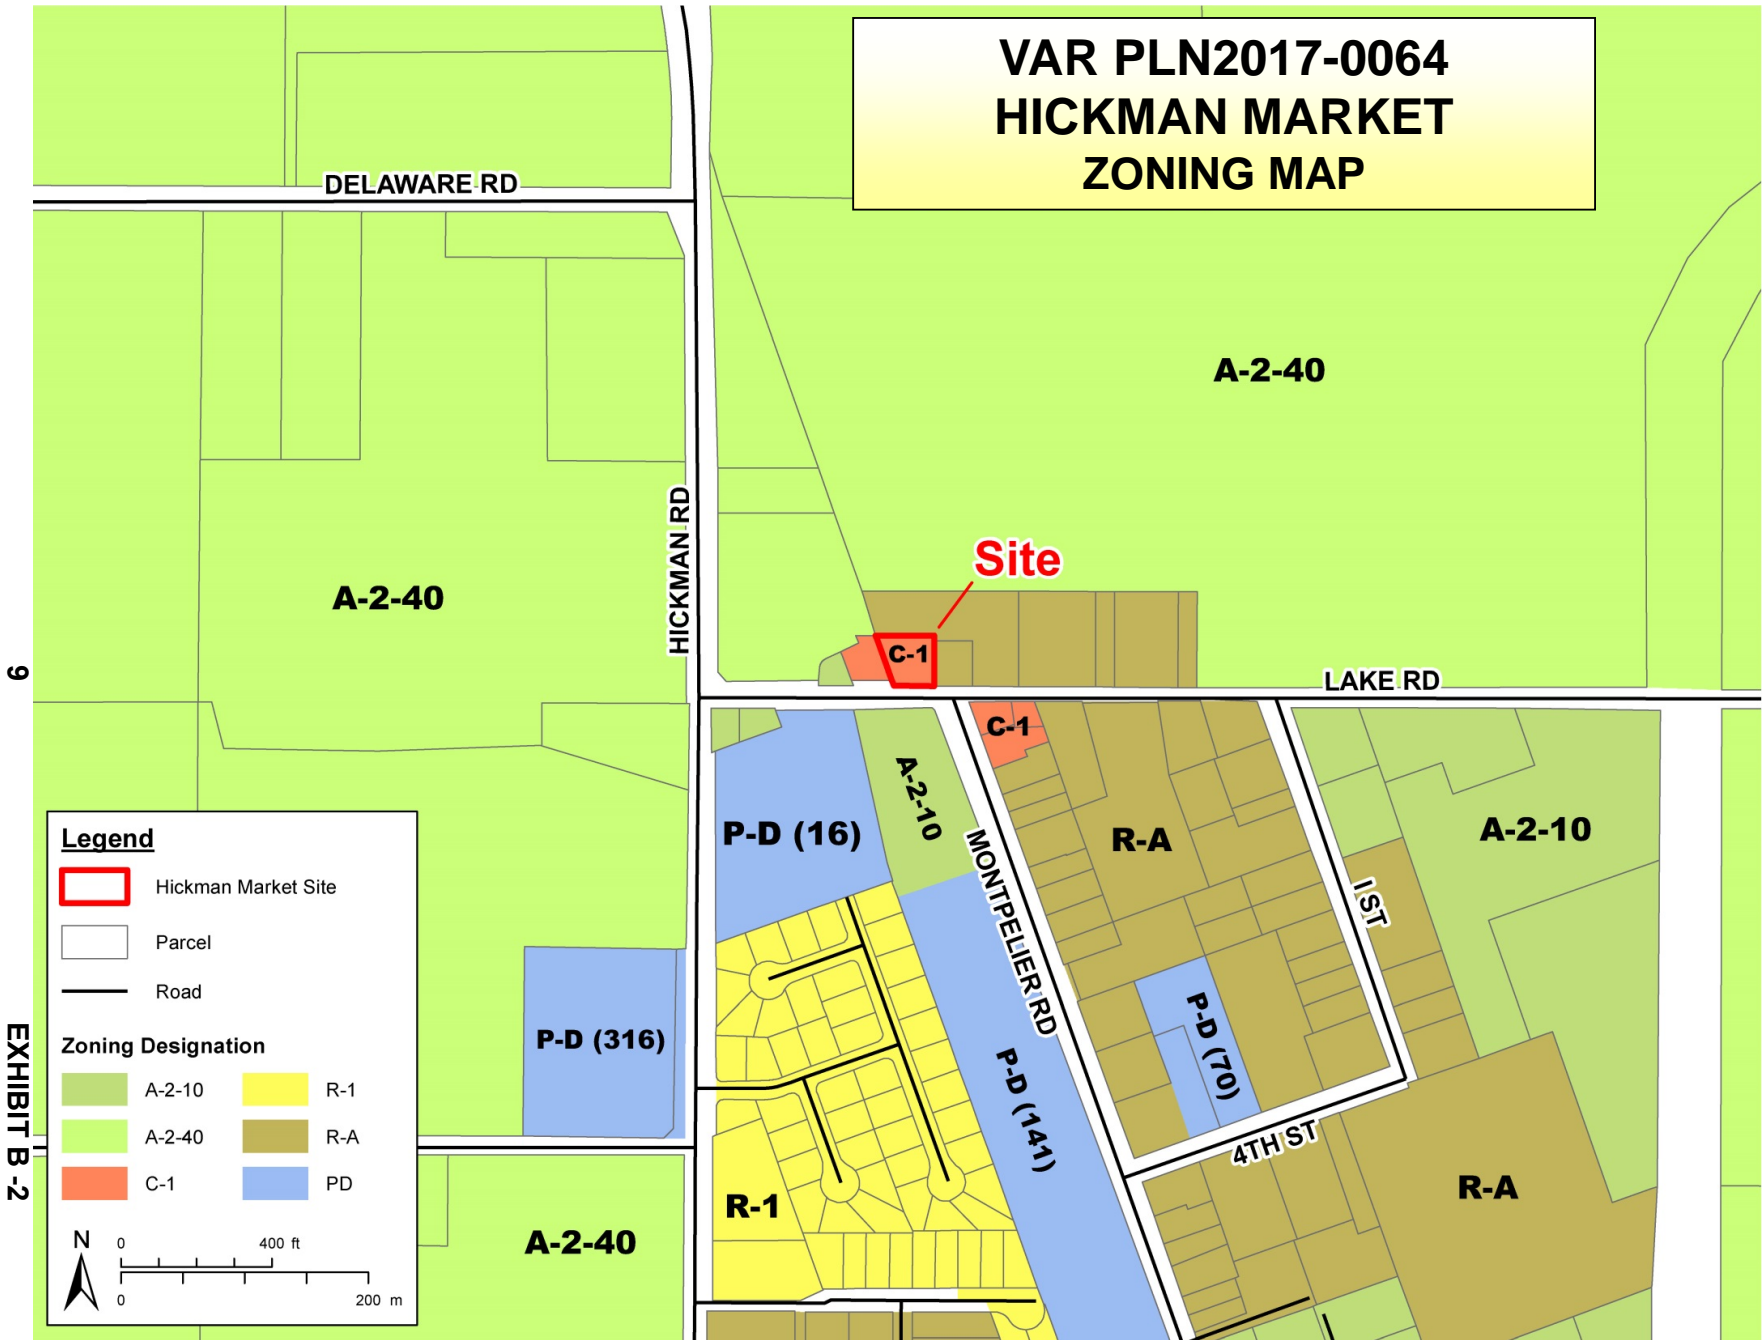 VAR PLN2017-0064
HICKMAN MARKET
ZONING MAP
DELAWARE RD
A-2-40
HICKMAN RD
Site
A-2-40
C-1
LAKE RD
C-1
A-2-10
P-D (16)
R-A
A-2-10
MONTPELIER RD
I ST
P-D (316)
P-D (70)
P-D (141)
4TH ST
R-1
R-A
A-2-40
Legend
Hickman Market Site
Parcel
Road
Zoning Designation
A-2-10
R-1
A-2-40
R-A
C-1
PD
N
0 400 ft
0 200 m
9
EXHIBIT B -2